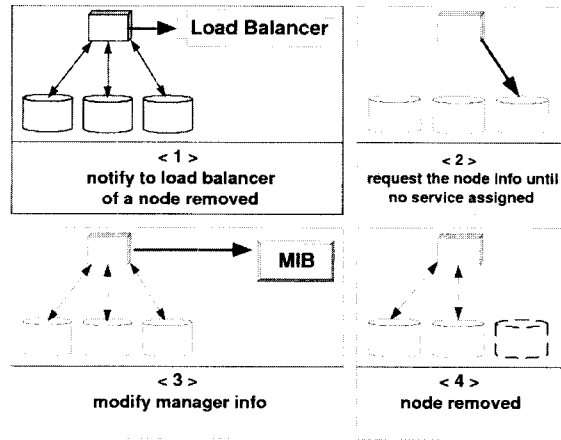 Load Balancer
< 1 >
notify to load balancer
of a node removed
< 2 >
request the node info until
no service assigned
MIB
< 3 >
modify manager info
< 4 >
node removed